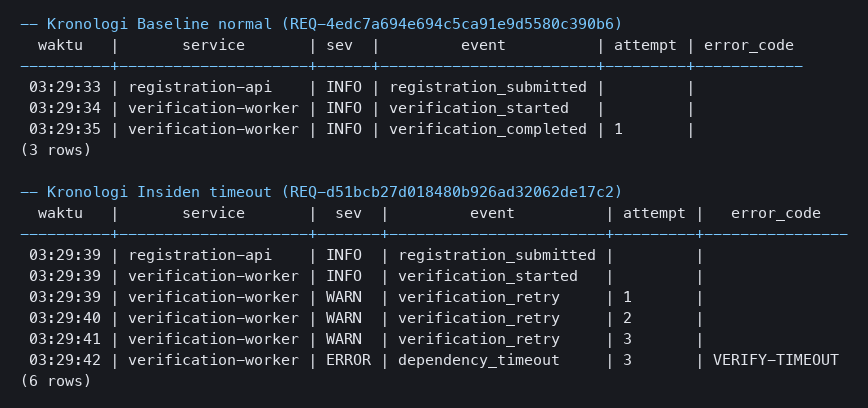 -- Kronologi Baseline normal (REQ-4edc7a694e694c5ca91e9d5580c390b6)
  waktu   |       service        | sev  |         event          | attempt | error_code
----------+----------------------+------+------------------------+---------+------------
 03:29:33 | registration-api     | INFO | registration_submitted |         |
 03:29:34 | verification-worker  | INFO | verification_started   |         |
 03:29:35 | verification-worker  | INFO | verification_completed | 1       |
(3 rows)

-- Kronologi Insiden timeout (REQ-d51bcb27d018480b926ad32062de17c2)
  waktu   |       service        |  sev  |         event          | attempt |   error_code
----------+----------------------+-------+------------------------+---------+----------------
 03:29:39 | registration-api     | INFO  | registration_submitted |         |
 03:29:39 | verification-worker  | INFO  | verification_started   |         |
 03:29:39 | verification-worker  | WARN  | verification_retry     | 1       |
 03:29:40 | verification-worker  | WARN  | verification_retry     | 2       |
 03:29:41 | verification-worker  | WARN  | verification_retry     | 3       |
 03:29:42 | verification-worker  | ERROR | dependency_timeout     | 3       | VERIFY-TIMEOUT
(6 rows)